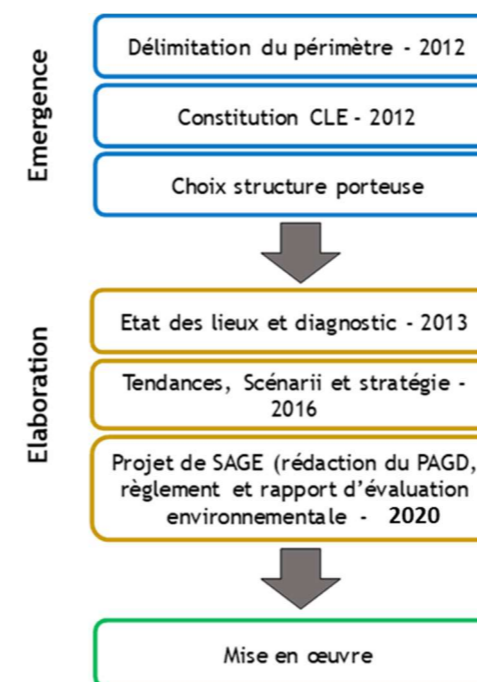 Emergence
Délimitation du périmètre - 2012
Constitution CLE - 2012
Choix structure porteuse
Elaboration
Etat des lieux et diagnostic - 2013
Tendances, Scénarii et stratégie -
2016
Projet de SAGE (rédaction du PAGD,
règlement et rapport d'évaluation
environnementale - 2020
Mise en œuvre